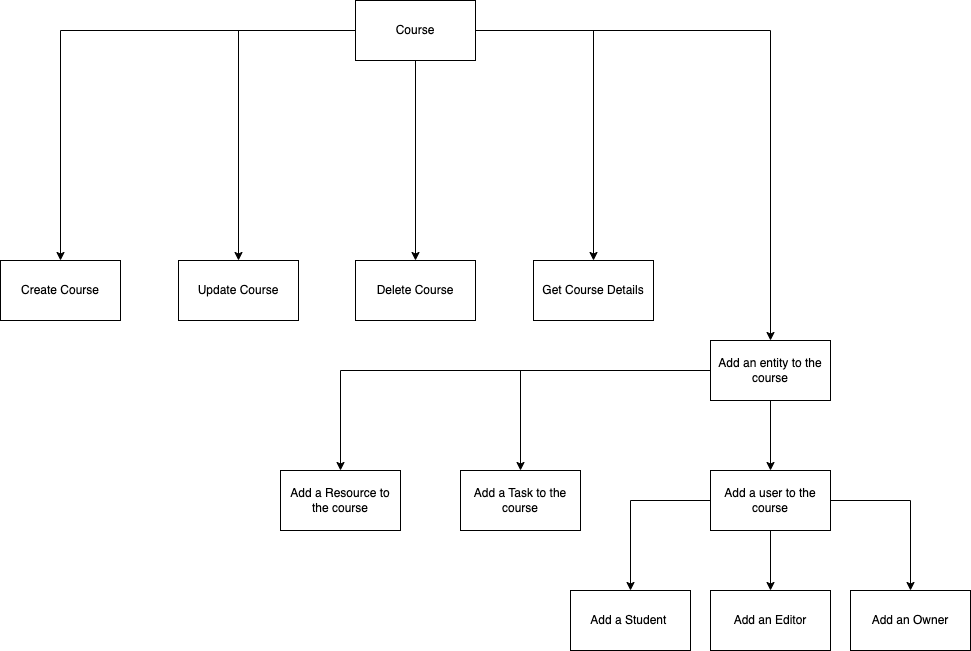 Course
Create Course
Update Course
Delete Course
Get Course Details
Add an entity to the
course
Add a Resource to
the course
Add a Task to the
course
Add a user to the
course
Add a Student
Add an Editor
Add an Owner